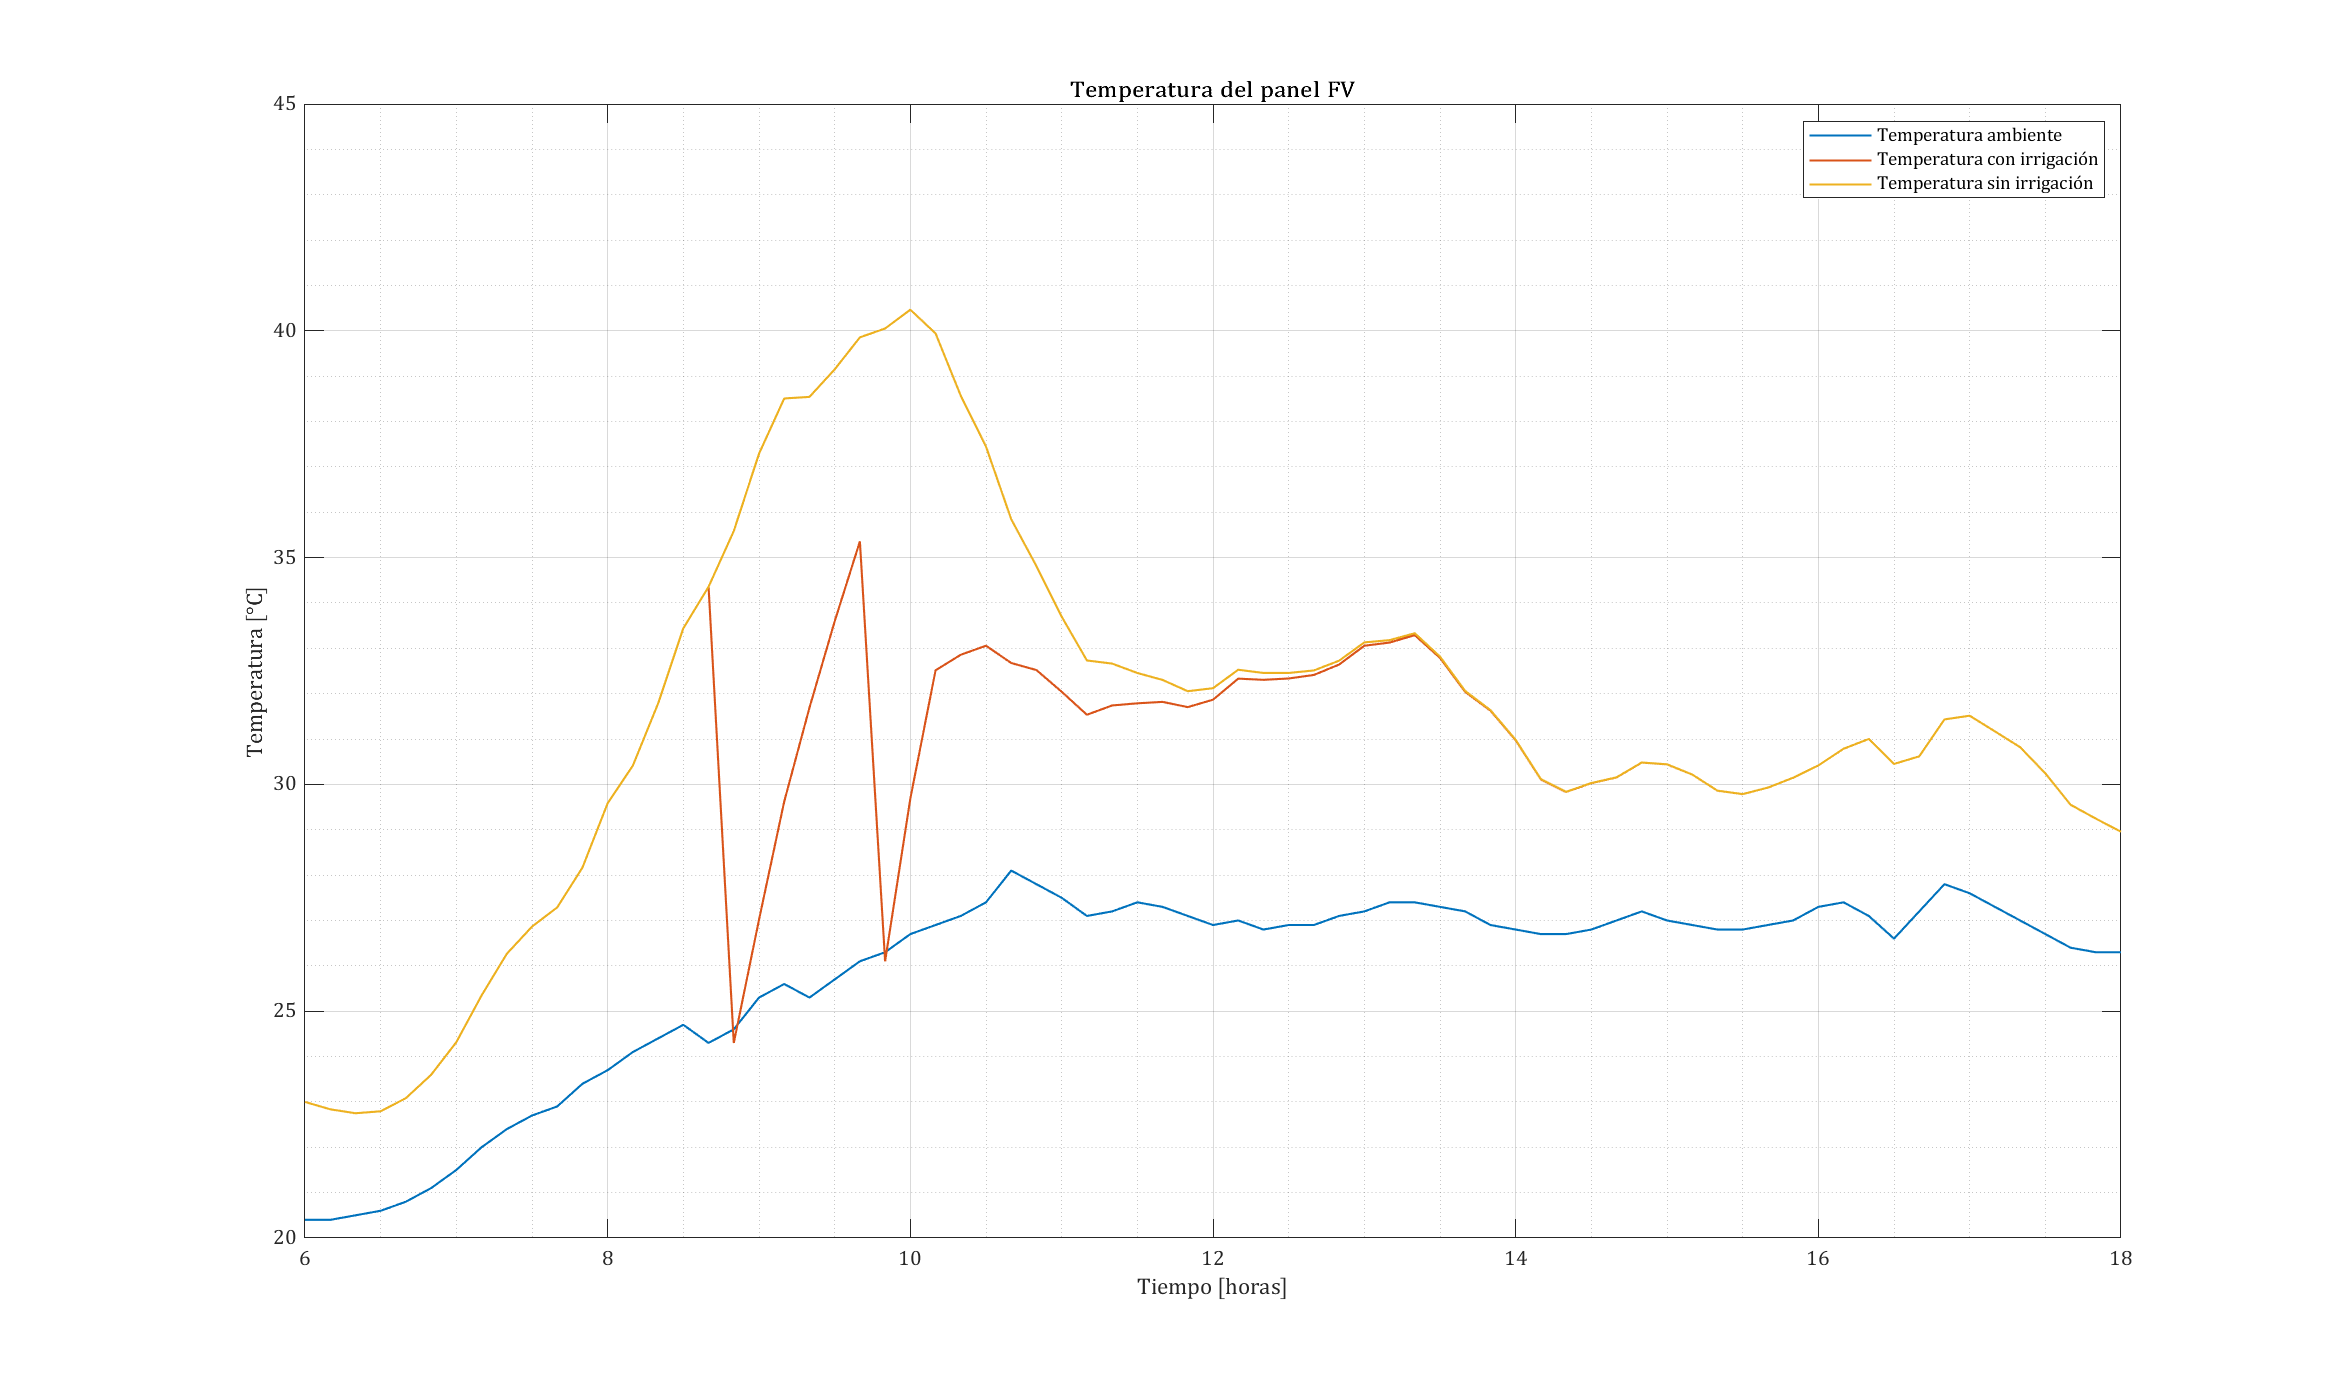 Temperatura del panel FV
45
Temperatura ambiente
Temperatura con irrigación
Temperatura sin irrigación
40
35
Temperatura [°C]
30
25
20
6 8 10 12 14 16 18
Tiempo [horas]